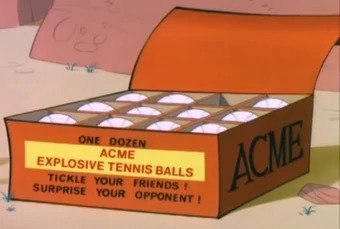 ONE DOZEN
ACME
EXPLOSIVE TENNIS BALLS
TICKLE YOUR FRIENDS!
SURPRISE YOUR OPPONENT!
ACME